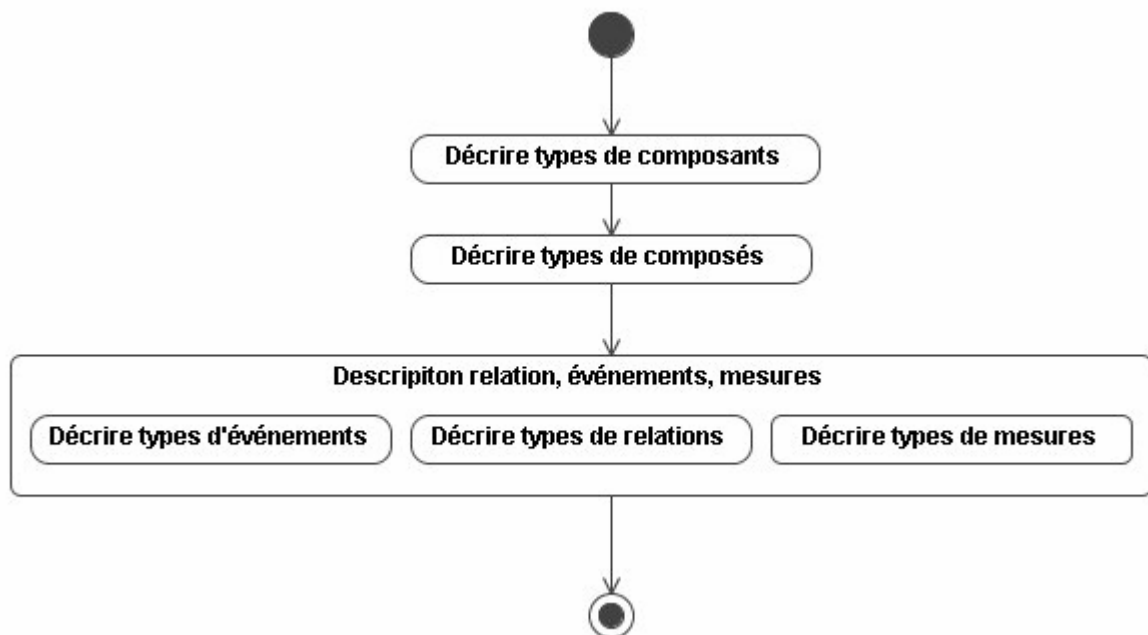 Décrire types de composants
Décrire types de composés
Descripiton relation, événements, mesures
Décrire types d'événements
Décrire types de relations
Décrire types de mesures